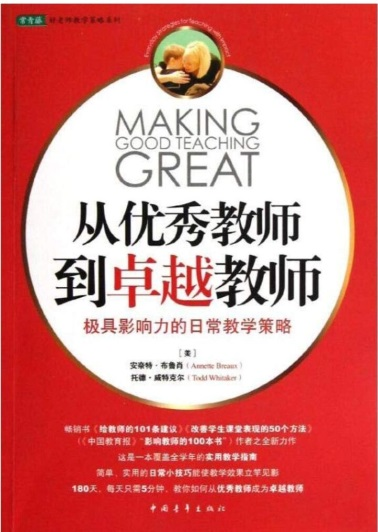 常青藤 好老师教学策略系列
Everyday Strategies for Teaching with Impact
MAKING
GOOD TEACHING
GREAT
从优秀教师
到卓越教师
极具影响力的日常教学策略
[美]
安奈特·布鲁肖(Annette Breaux)
托德·威特克尔(Todd Whitaker)
畅销书《给教师的101条建议》《改善学生课堂表现的50个方法》
(《中国教育报》“影响教师的100本书”)作者之全新力作
这是一本覆盖全学年的实用教学指南
简单、实用的日常小技巧能使教学效果立竿见影
180天,每天只需5分钟,教你如何从优秀教师成为卓越教师
中国青年出版社